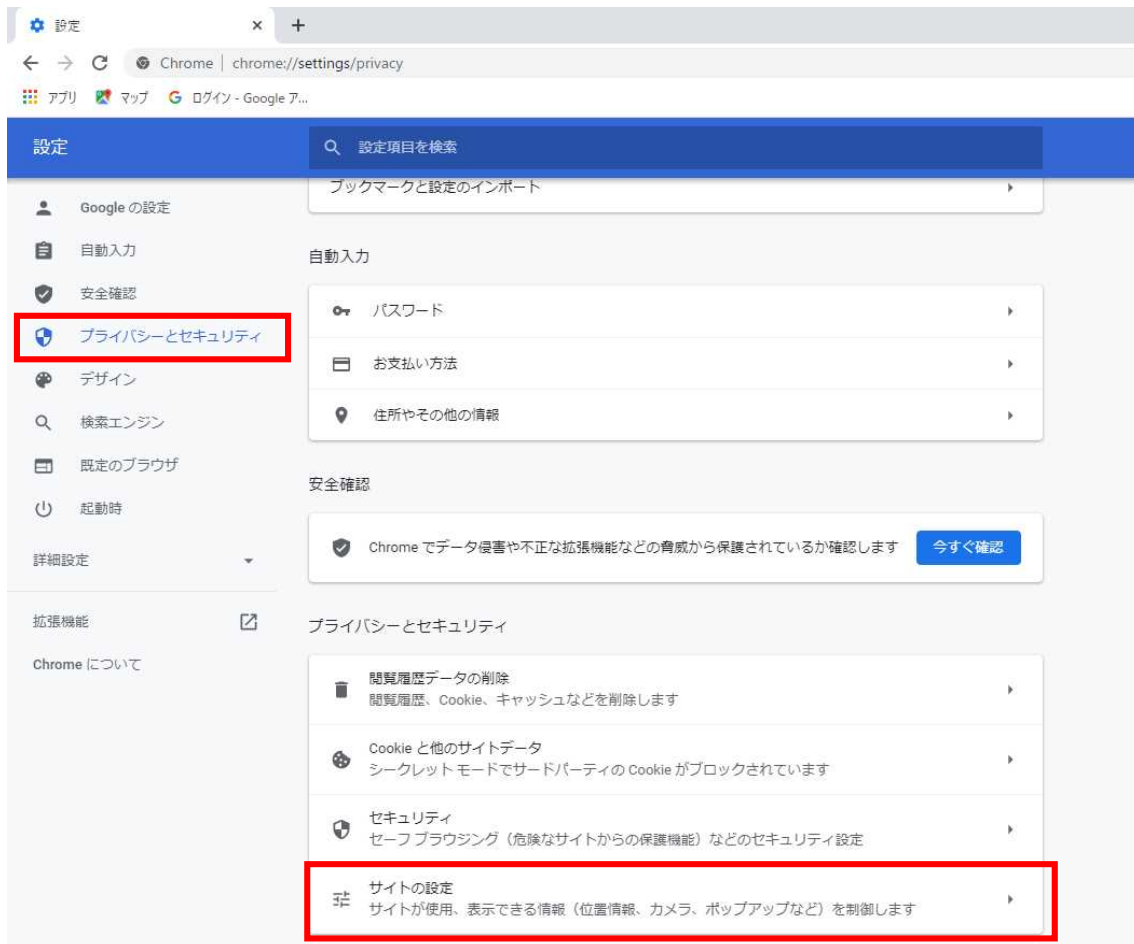 設定
Chrome | chrome://settings/privacy
アプリ マップ ログイン - Google ア...
設定
設定項目を検索
Google の設定
自動入力
安全確認
プライバシーとセキュリティ
デザイン
検索エンジン
既定のブラウザ
起動時
詳細設定
拡張機能
Chrome について
ブックマークと設定のインポート
自動入力
パスワード
お支払い方法
住所やその他の情報
安全確認
Chrome でデータ侵害や不正な拡張機能などの脅威から保護されているか確認します 今すぐ確認
プライバシーとセキュリティ
閲覧履歴データの削除
閲覧履歴、Cookie、キャッシュなどを削除します
Cookie と他のサイトデータ
シークレット モードでサードパーティの Cookie がブロックされています
セキュリティ
セーフ ブラウジング（危険なサイトからの保護機能）などのセキュリティ設定
サイトの設定
サイトが使用、表示できる情報（位置情報、カメラ、ポップアップなど）を制御します